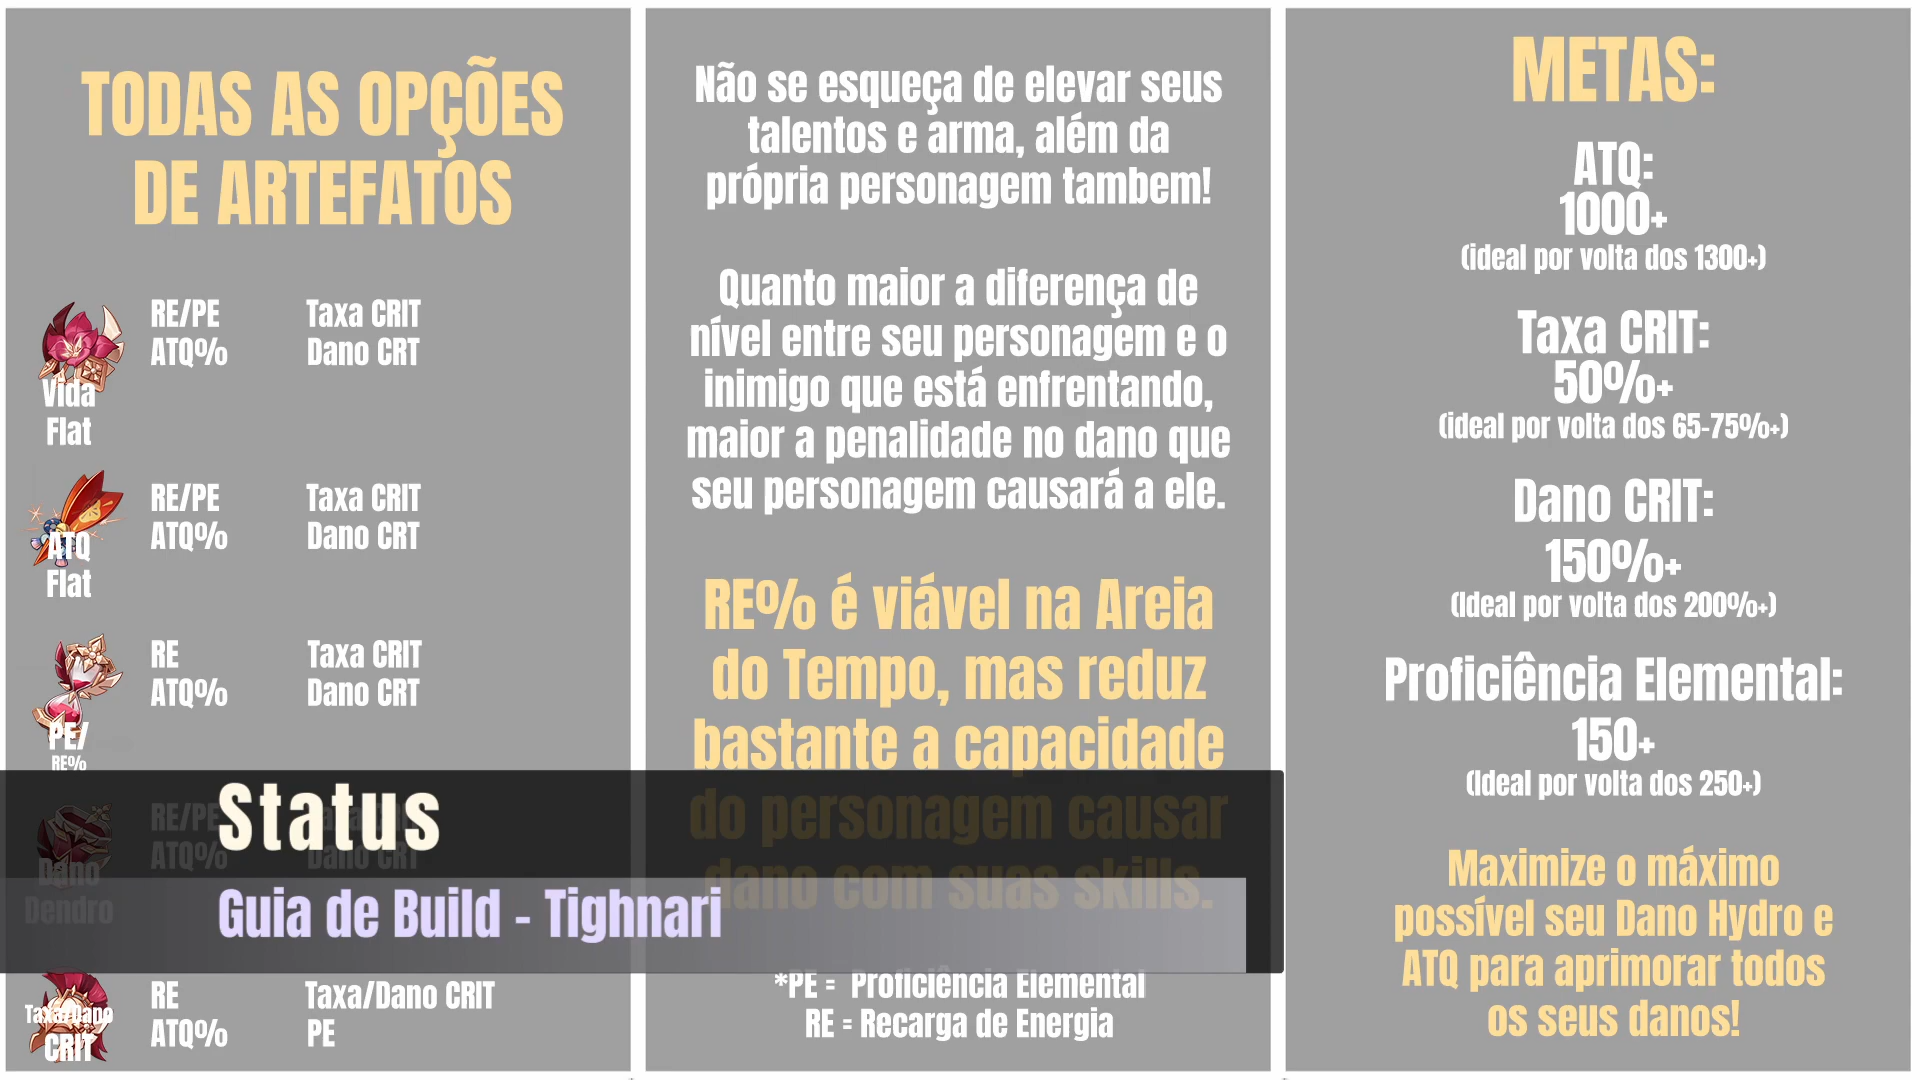 TODAS AS OPÇÕES
DE ARTEFATOS
RE/PE Taxa CRIT
ATQ% Dano CRT
Vida
Flat
RE/PE Taxa CRIT
ATQ% Dano CRT
ATQ
Flat
RE Taxa CRIT
ATQ% Dano CRT
PE/
RE%
RE/PE
ATQ% Dano CRT
Dano
Dendro
RE Taxa/Dano CRIT
ATQ% PE
Taxa/Dano
CRIT
Não se esqueça de elevar seus
talentos e arma, além da
própria personagem tambem!
Quanto maior a diferença de
nível entre seu personagem e o
inimigo que está enfrentando,
maior a penalidade no dano que
seu personagem causará a ele.
RE% é viável na Areia
do Tempo, mas reduz
bastante a capacidade
do personagem causar
dano com suas skills.
*PE = Proficiência Elemental
RE = Recarga de Energia
METAS:
ATQ:
1000+
(ideal por volta dos 1300+)
Taxa CRIT:
50%+
(ideal por volta dos 65-75%+)
Dano CRIT:
150%+
(Ideal por volta dos 200%+)
Proficiência Elemental:
150+
(Ideal por volta dos 250+)
Maximize o máximo
possível seu Dano Hydro e
ATQ para aprimorar todos
os seus danos!
Status
Guia de Build - Tighnari